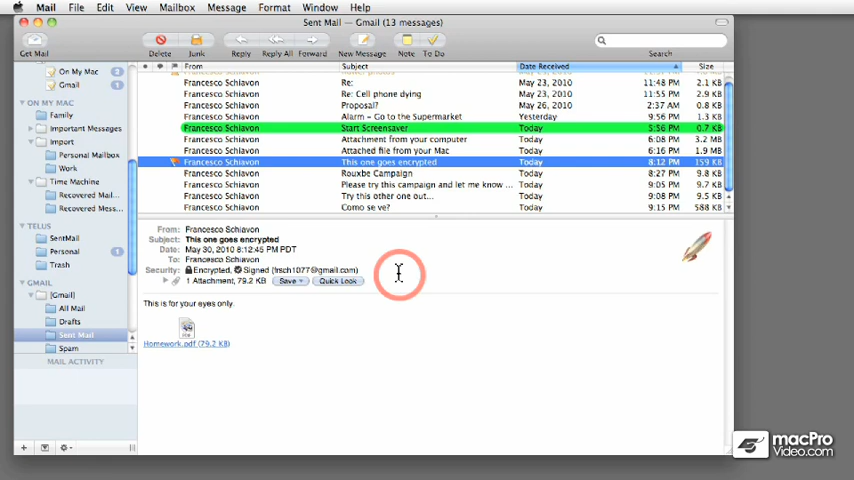 Mail File Edit View Mailbox Message Format Window Help
Sent Mail — Gmail (13 messages)
Get Mail Delete Junk Reply Reply All Forward New Message Note To Do Search
From Subject Date Received Size
On My Mac 2
Gmail 1
ON MY MAC
Family
Important Messages
Import
Personal Mailbox
Work
Time Machine
Recovered Mail...
Recovered Mess...
TELUS
SentMail
Personal 1
Trash
GMAIL
[Gmail]
All Mail
Drafts
Sent Mail
Spam
MAIL ACTIVITY
Francesco Schiavon Re: May 23, 2010 11:48 PM 2.1 KB
Francesco Schiavon Re: Cell phone dying May 23, 2010 11:55 PM 2.9 KB
Francesco Schiavon Proposal? May 26, 2010 2:37 AM 0.8 KB
Francesco Schiavon Alarm – Go to the Supermarket Yesterday 9:56 PM 1.3 KB
Francesco Schiavon Start Screensaver Today 5:56 PM 0.7 KB
Francesco Schiavon Attachment from your computer Today 6:08 PM 3.2 MB
Francesco Schiavon Attached file from your Mac Today 6:16 PM 1.9 MB
Francesco Schiavon This one goes encrypted Today 8:12 PM 159 KB
Francesco Schiavon Rouxbe Campaign Today 8:27 PM 9.8 KB
Francesco Schiavon Please try this campaign and let me know ... Today 9:05 PM 9.7 KB
Francesco Schiavon Try this other one out... Today 9:07 PM 9.5 KB
Francesco Schiavon Como se ve? Today 9:15 PM 588 KB
From: Francesco Schiavon
Subject: This one goes encrypted
Date: May 30, 2010 8:12:45 PM PDT
To: Francesco Schiavon
Security: Encrypted, Signed (frsch1077@gmail.com)
1 Attachment, 79.2 KB Save Quick Look
This is for your eyes only.
Homework.pdf (79.2 KB)
macPro
Video.com